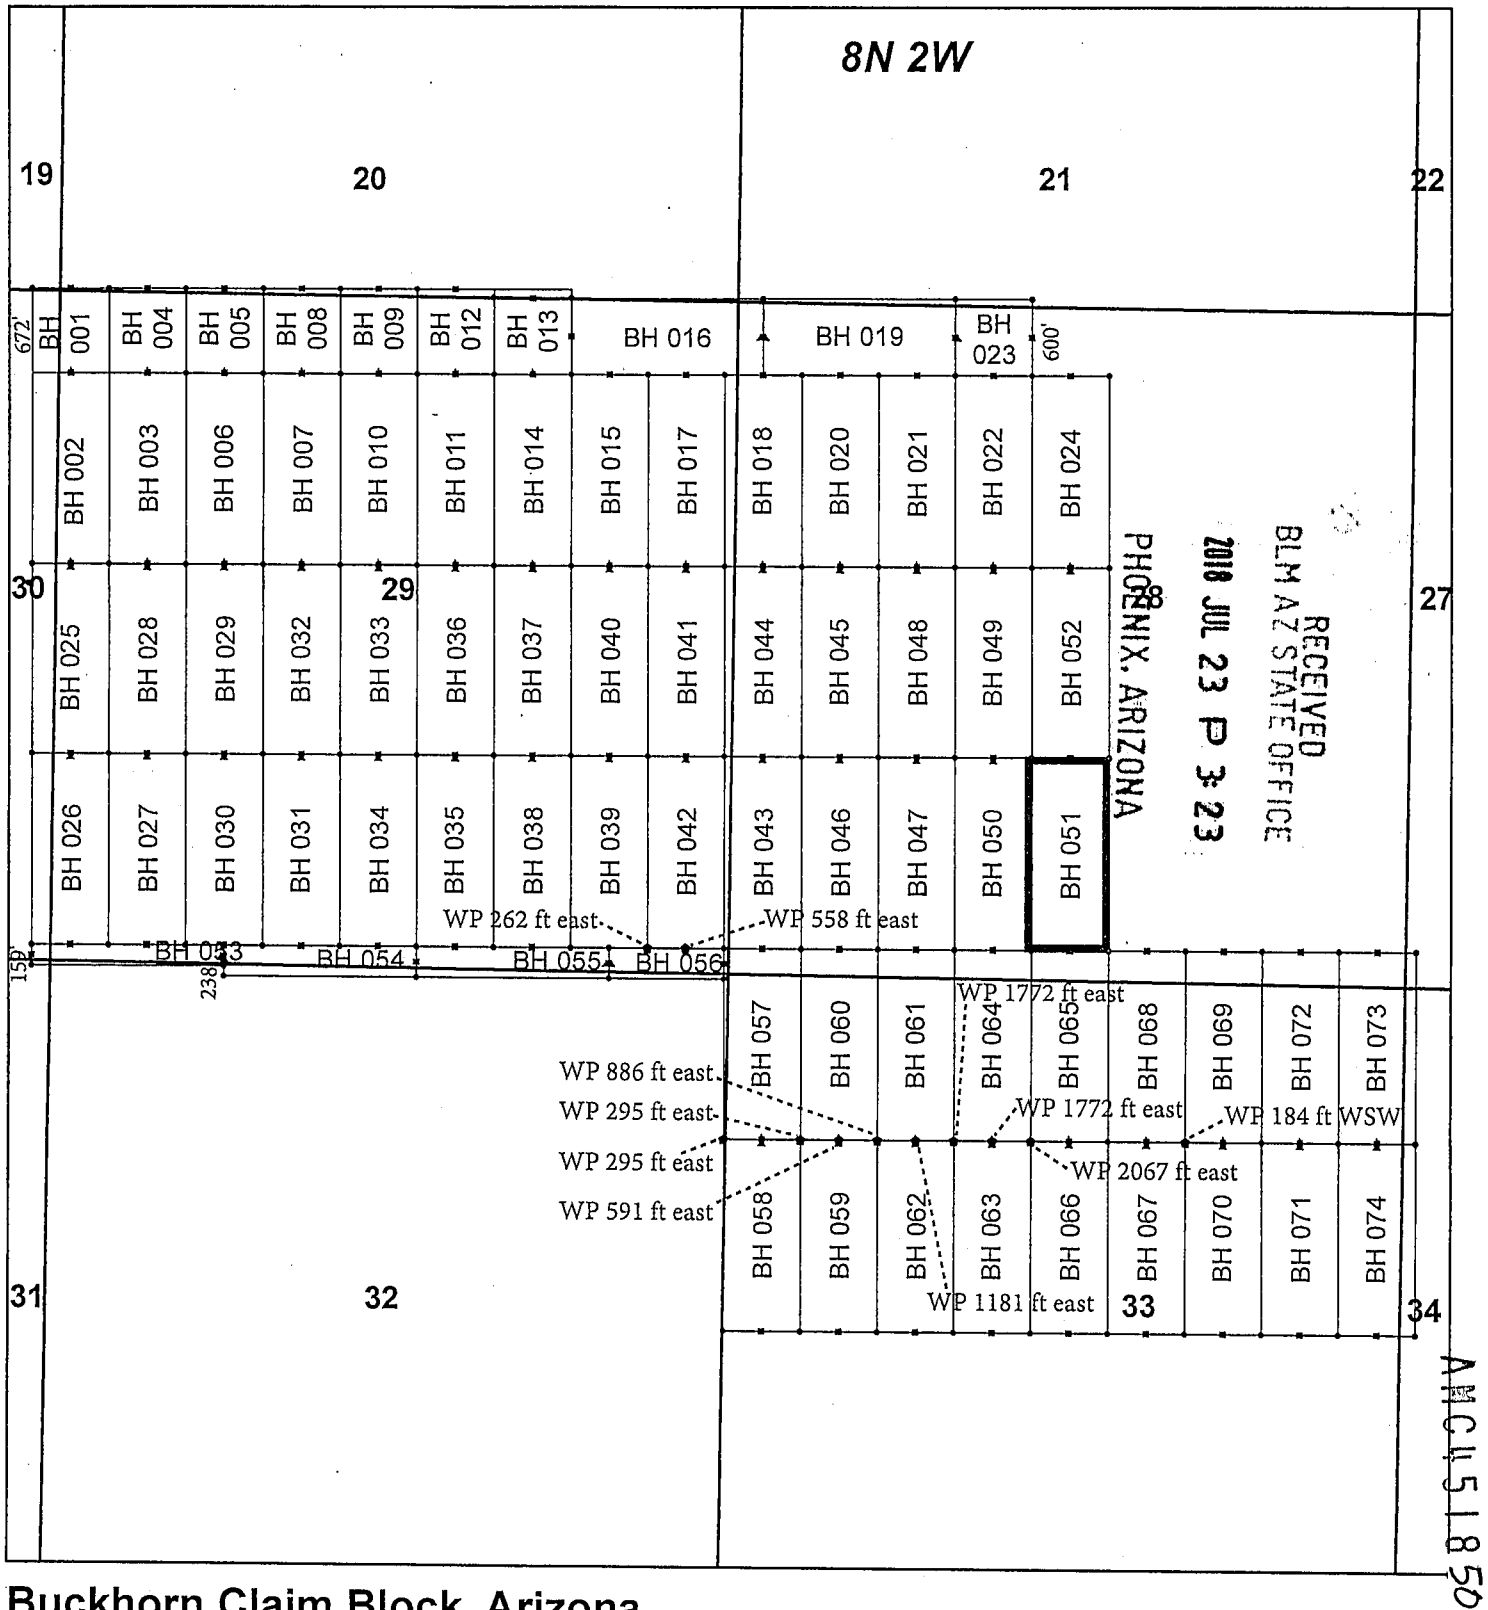 8N 2W
19
20
21
22
672'
BH 001
BH 004
BH 005
BH 008
BH 009
BH 012
BH 013
BH 016
BH 019
BH 023
600'
BH 002
BH 003
BH 006
BH 007
BH 010
BH 011
BH 014
BH 015
BH 017
BH 018
BH 020
BH 021
BH 022
BH 024
30
29
28
27
BH 025
BH 028
BH 029
BH 032
BH 033
BH 036
BH 037
BH 040
BH 041
BH 044
BH 045
BH 048
BH 049
BH 052
RECEIVED
BLM AZ STATE OFFICE
2018 JUL 23 P 3:23
PHOENIX, ARIZONA
BH 026
BH 027
BH 030
BH 031
BH 034
BH 035
BH 038
BH 039
BH 042
BH 043
BH 046
BH 047
BH 050
BH 051
WP 262 ft east
WP 558 ft east
159'
BH 053
238'
BH 054
BH 055
BH 056
WP 1772 ft east
BH 057
BH 060
BH 061
BH 064
BH 065
BH 068
BH 069
BH 072
BH 073
WP 886 ft east
WP 295 ft east
WP 1772 ft east
WP 184 ft WSW
WP 295 ft east
WP 2067 ft east
WP 591 ft east
BH 058
BH 059
BH 062
BH 063
BH 066
BH 067
BH 070
BH 071
BH 074
WP 1181 ft east
31
32
33
34
AMC451850
Buckhorn Claim Block, Arizona